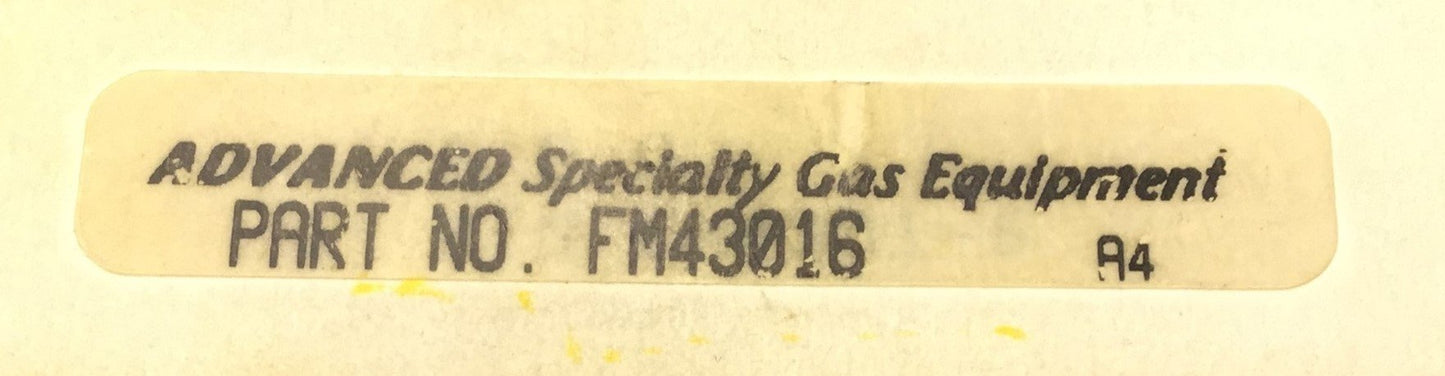 ADVANCED Specialty Gas Equipment
PART NO. FM43016 A4